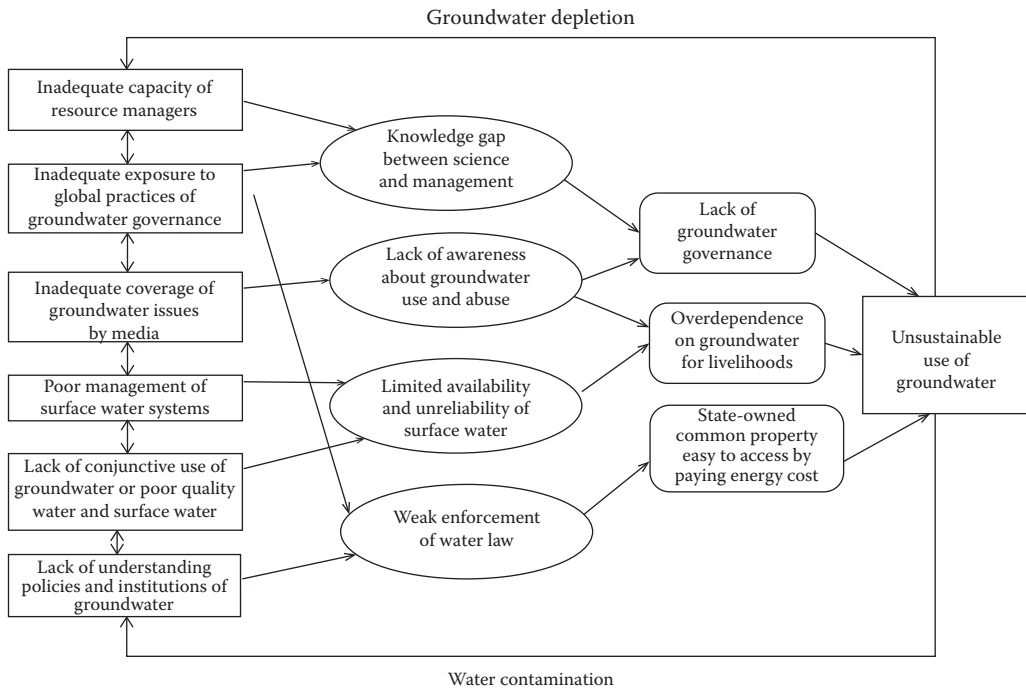 Groundwater depletion
Inadequate capacity of
resource managers
Inadequate exposure to
global practices of
groundwater governance
Inadequate coverage of
groundwater issues
by media
Poor management of
surface water systems
Lack of conjunctive use of
groundwater or poor quality
water and surface water
Lack of understanding
policies and institutions of
groundwater
Knowledge gap
between science
and management
Lack of awareness
about groundwater
use and abuse
Limited availability
and unreliability of
surface water
Weak enforcement
of water law
Lack of
groundwater
governance
Overdependence
on groundwater
for livelihoods
State-owned
common property
easy to access by
paying energy cost
Unsustainable
use of
groundwater
Water contamination